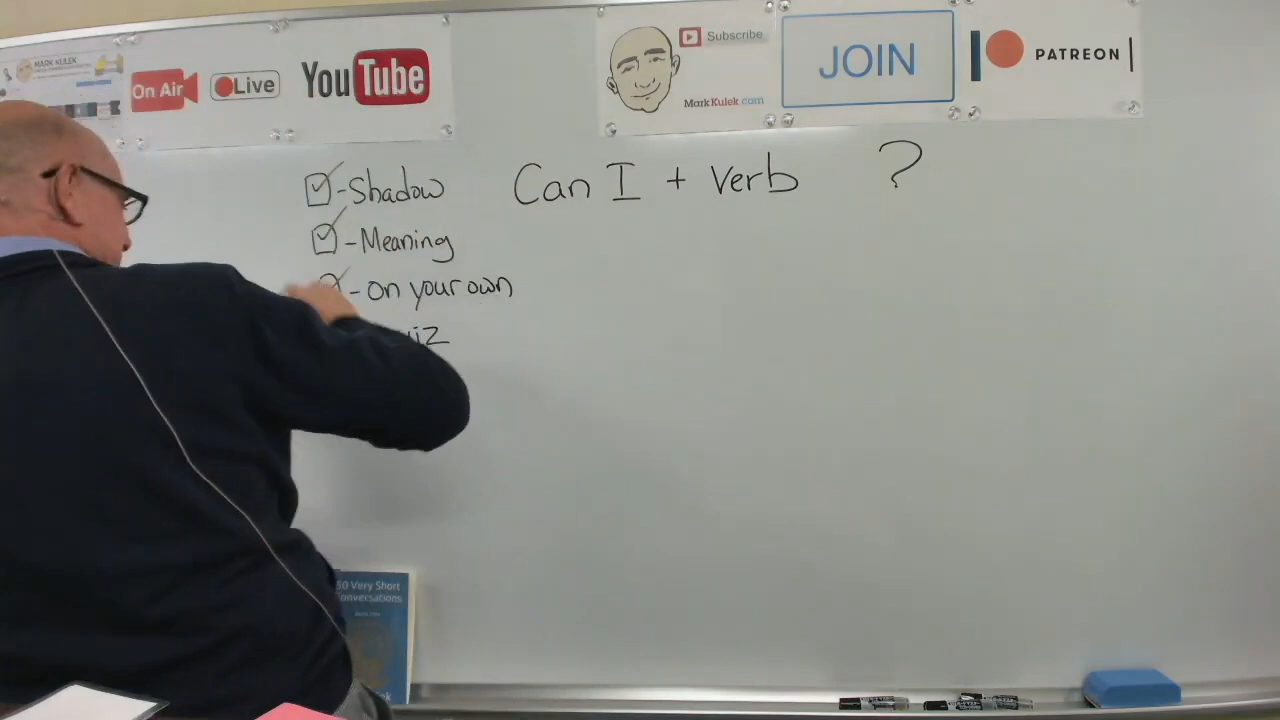 MARK KULEK
On Air
Live
YouTube
Subscribe
MarkKulek.com
JOIN
PATREON
-Shadow
-Meaning
-on your own
Can I + verb ?
50 Very Short
Conversations